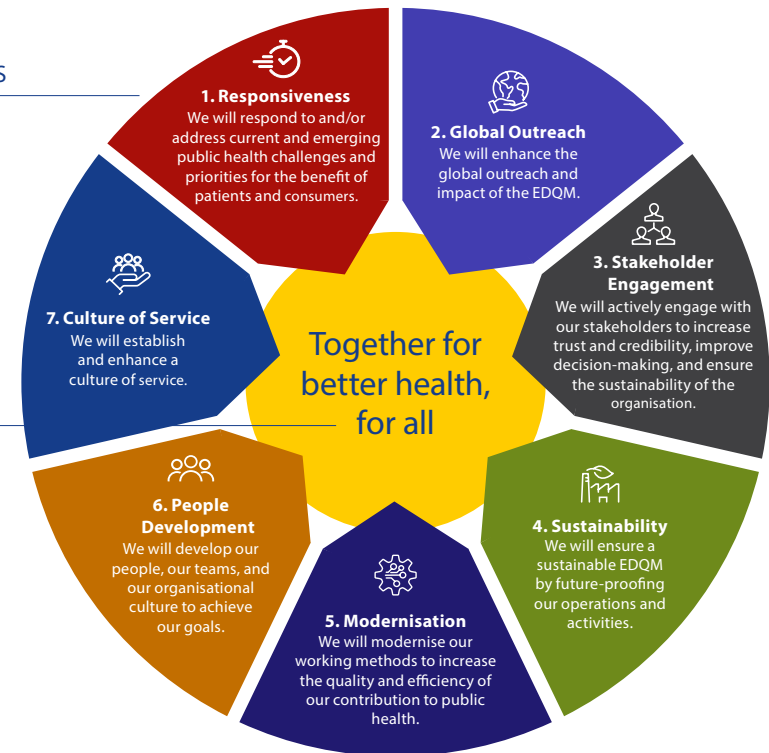 s
1. Responsiveness
We will respond to and/or
address current and emerging
public health challenges and
priorities for the benefit of
patients and consumers.
2. Global Outreach
We will enhance the
global outreach and
impact of the EDQM.
3. Stakeholder
Engagement
We will actively engage with
our stakeholders to increase
trust and credibility, improve
decision-making, and ensure
the sustainability of the
organisation.
4. Sustainability
We will ensure a
sustainable EDQM
by future-proofing
our operations and
activities.
5. Modernisation
We will modernise our
working methods to increase
the quality and efficiency of
our contribution to public
health.
6. People
Development
We will develop our
people, our teams, and
our organisational
culture to achieve
our goals.
7. Culture of Service
We will establish
and enhance a
culture of service.
Together for
better health,
for all